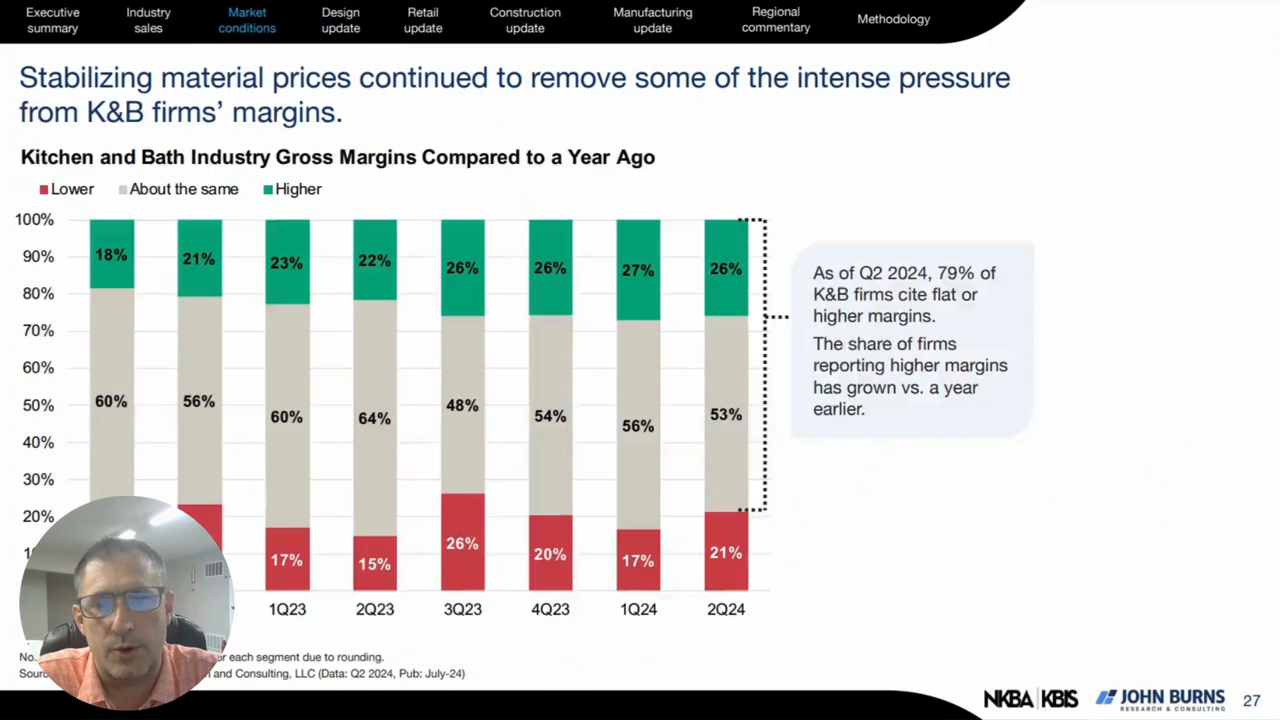 Executive summary
Industry sales
Market conditions
Design update
Retail update
Construction update
Manufacturing update
Regional commentary
Methodology
Stabilizing material prices continued to remove some of the intense pressure
from K&B firms’ margins.
Kitchen and Bath Industry Gross Margins Compared to a Year Ago
Lower About the same Higher
100%
90%
80%
70%
60%
50%
40%
30%
20%
18% 21% 23% 22% 26% 26% 27% 26%
60% 56% 60% 64% 48% 54% 56% 53%
17% 15% 26% 20% 17% 21%
1Q23 2Q23 3Q23 4Q23 1Q24 2Q24
As of Q2 2024, 79% of
K&B firms cite flat or
higher margins.
The share of firms
reporting higher margins
has grown vs. a year
earlier.
each segment due to rounding.
and Consulting, LLC (Data: Q2 2024, Pub: July-24)
NKBA | KBIS
JOHN BURNS
RESEARCH & CONSULTING
27